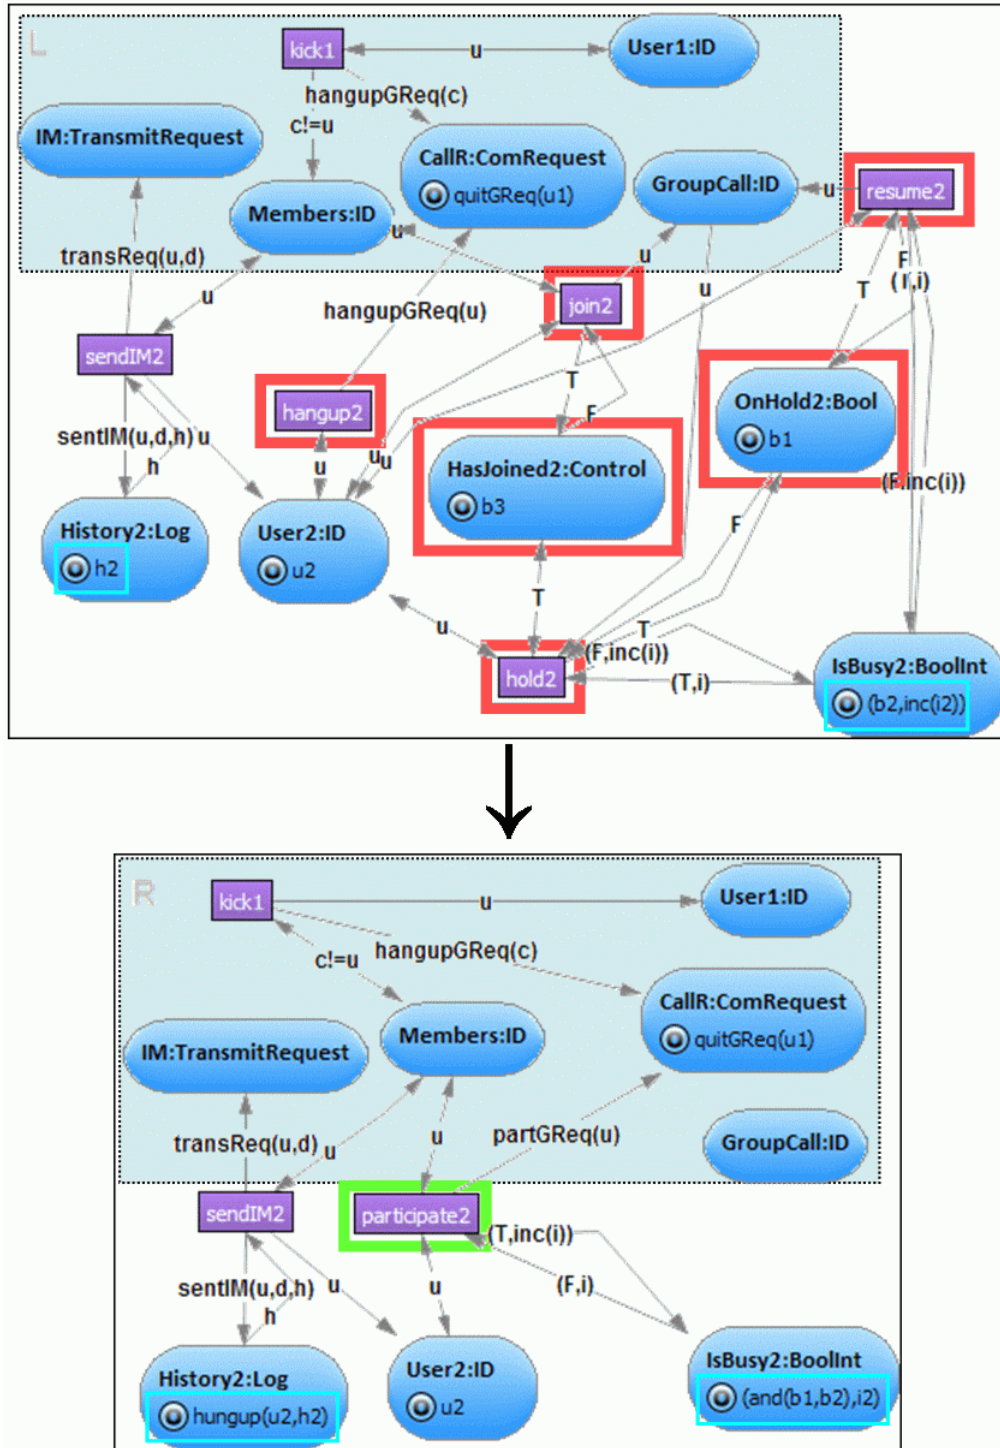 L
kick1
u
User1:ID
hangupGReq(c)
c!=u
IM:TransmitRequest
CallR:ComRequest
quitGReq(u1)
GroupCall:ID
u
resume2
Members:ID
u
transReq(u,d)
u
u
u
F
(T,i)
T
hangupGReq(u)
join2
sendIM2
T
F
hangup2
OnHold2:Bool
b1
sentIM(u,d,h)
u
h
u
u
u
HasJoined2:Control
b3
(F,inc(i))
History2:Log
h2
User2:ID
u2
F
T
u
T
(F,inc(i))
hold2
(T,i)
IsBusy2:BoolInt
(b2,inc(i2))
R
kick1
u
User1:ID
c!=u
hangupGReq(c)
CallR:ComRequest
quitGReq(u1)
Members:ID
IM:TransmitRequest
transReq(u,d)
u
u
partGReq(u)
GroupCall:ID
sendIM2
participate2
(T,inc(i))
sentIM(u,d,h)
u
h
u
(F,i)
History2:Log
hungup(u2,h2)
User2:ID
u2
IsBusy2:BoolInt
(and(b1,b2),i2)